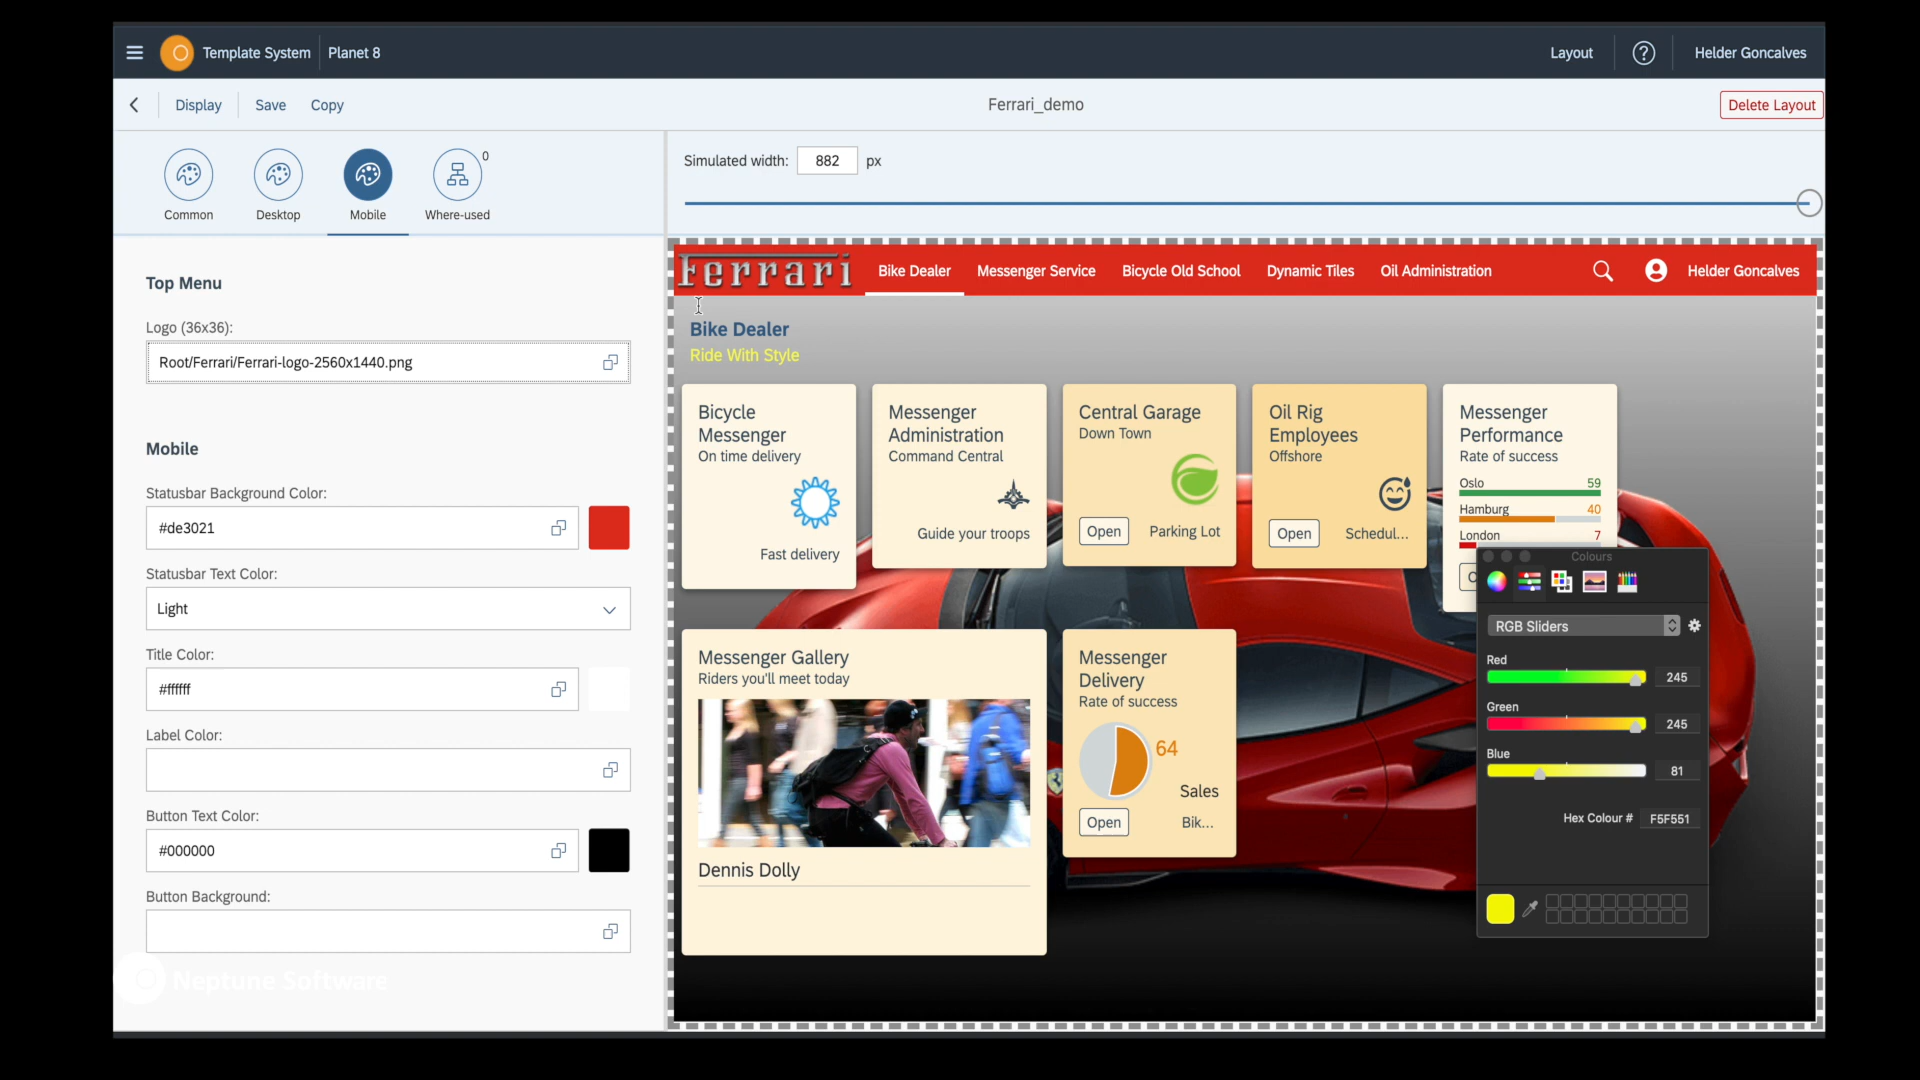 Template System
Planet 8
Layout
?
Helder Goncalves
Display
Save
Copy
Ferrari_demo
Delete Layout
Common
Desktop
Mobile
0
Where-used
Simulated width:
882
px
Top Menu
Logo (36x36):
Root/Ferrari/Ferrari-logo-2560x1440.png
Mobile
Statusbar Background Color:
#de3021
Statusbar Text Color:
Light
Title Color:
#ffffff
Label Color:
Button Text Color:
#000000
Button Background:
Neptune Software
Ferrari
Bike Dealer
Messenger Service
Bicycle Old School
Dynamic Tiles
Oil Administration
Helder Goncalves
Bike Dealer
Ride With Style
Bicycle
Messenger
On time delivery
Fast delivery
Messenger
Administration
Command Central
Guide your troops
Central Garage
Down Town
Open
Parking Lot
Oil Rig
Employees
Offshore
Open
Schedul...
Messenger
Performance
Rate of success
Oslo 59
Hamburg 40
London 7
Messenger Gallery
Riders you'll meet today
Dennis Dolly
Messenger
Delivery
Rate of success
64
Sales
Open
Bik...
Colours
RGB Sliders
Red
245
Green
245
Blue
81
Hex Colour # F5F551